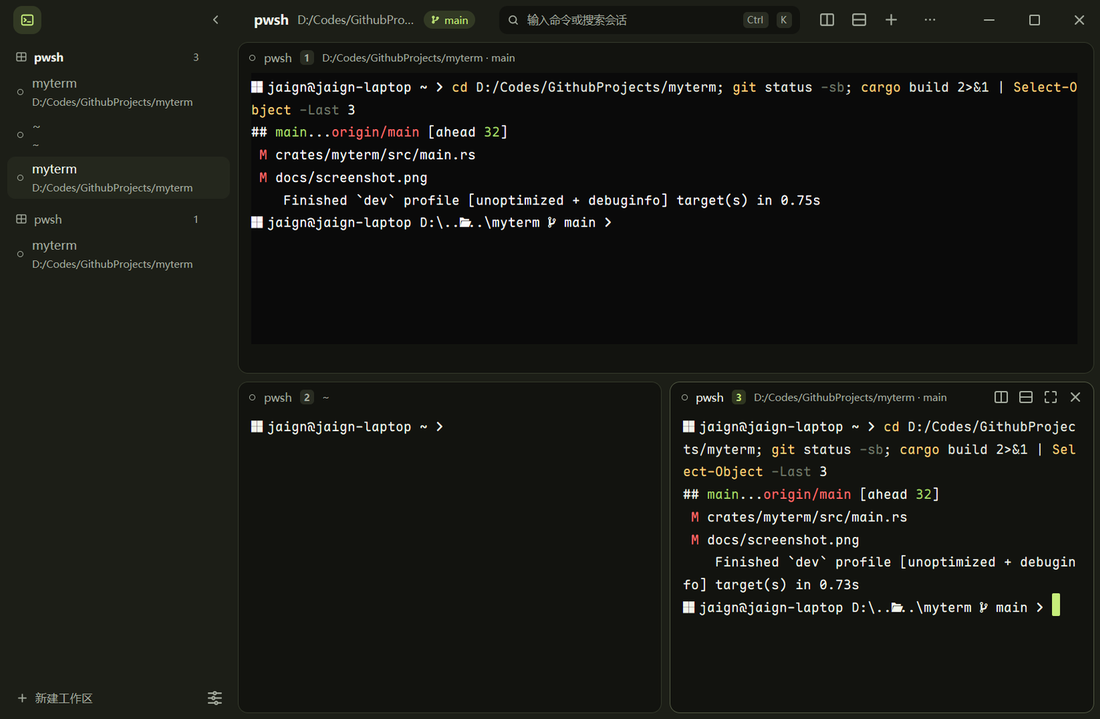 pwsh D:/Codes/GithubPro... main 输入命令或搜索会话 Ctrl K
pwsh 3
myterm
D:/Codes/GithubProjects/myterm
~
~
myterm
D:/Codes/GithubProjects/myterm
pwsh 1
myterm
D:/Codes/GithubProjects/myterm
新建工作区
pwsh 1 D:/Codes/GithubProjects/myterm · main
jaign@jaign-laptop ~ > cd D:/Codes/GithubProjects/myterm; git status -sb; cargo build 2>&1 | Select-O
bject -Last 3
## main...origin/main [ahead 32]
M crates/myterm/src/main.rs
M docs/screenshot.png
Finished `dev` profile [unoptimized + debuginfo] target(s) in 0.75s
jaign@jaign-laptop D:\....\myterm main >
pwsh 2 ~
jaign@jaign-laptop ~ >
pwsh 3 D:/Codes/GithubProjects/myterm · main
jaign@jaign-laptop ~ > cd D:/Codes/GithubProjec
ts/myterm; git status -sb; cargo build 2>&1 | Sel
ect-Object -Last 3
## main...origin/main [ahead 32]
M crates/myterm/src/main.rs
M docs/screenshot.png
Finished `dev` profile [unoptimized + debugin
fo] target(s) in 0.73s
jaign@jaign-laptop D:\....\myterm main >